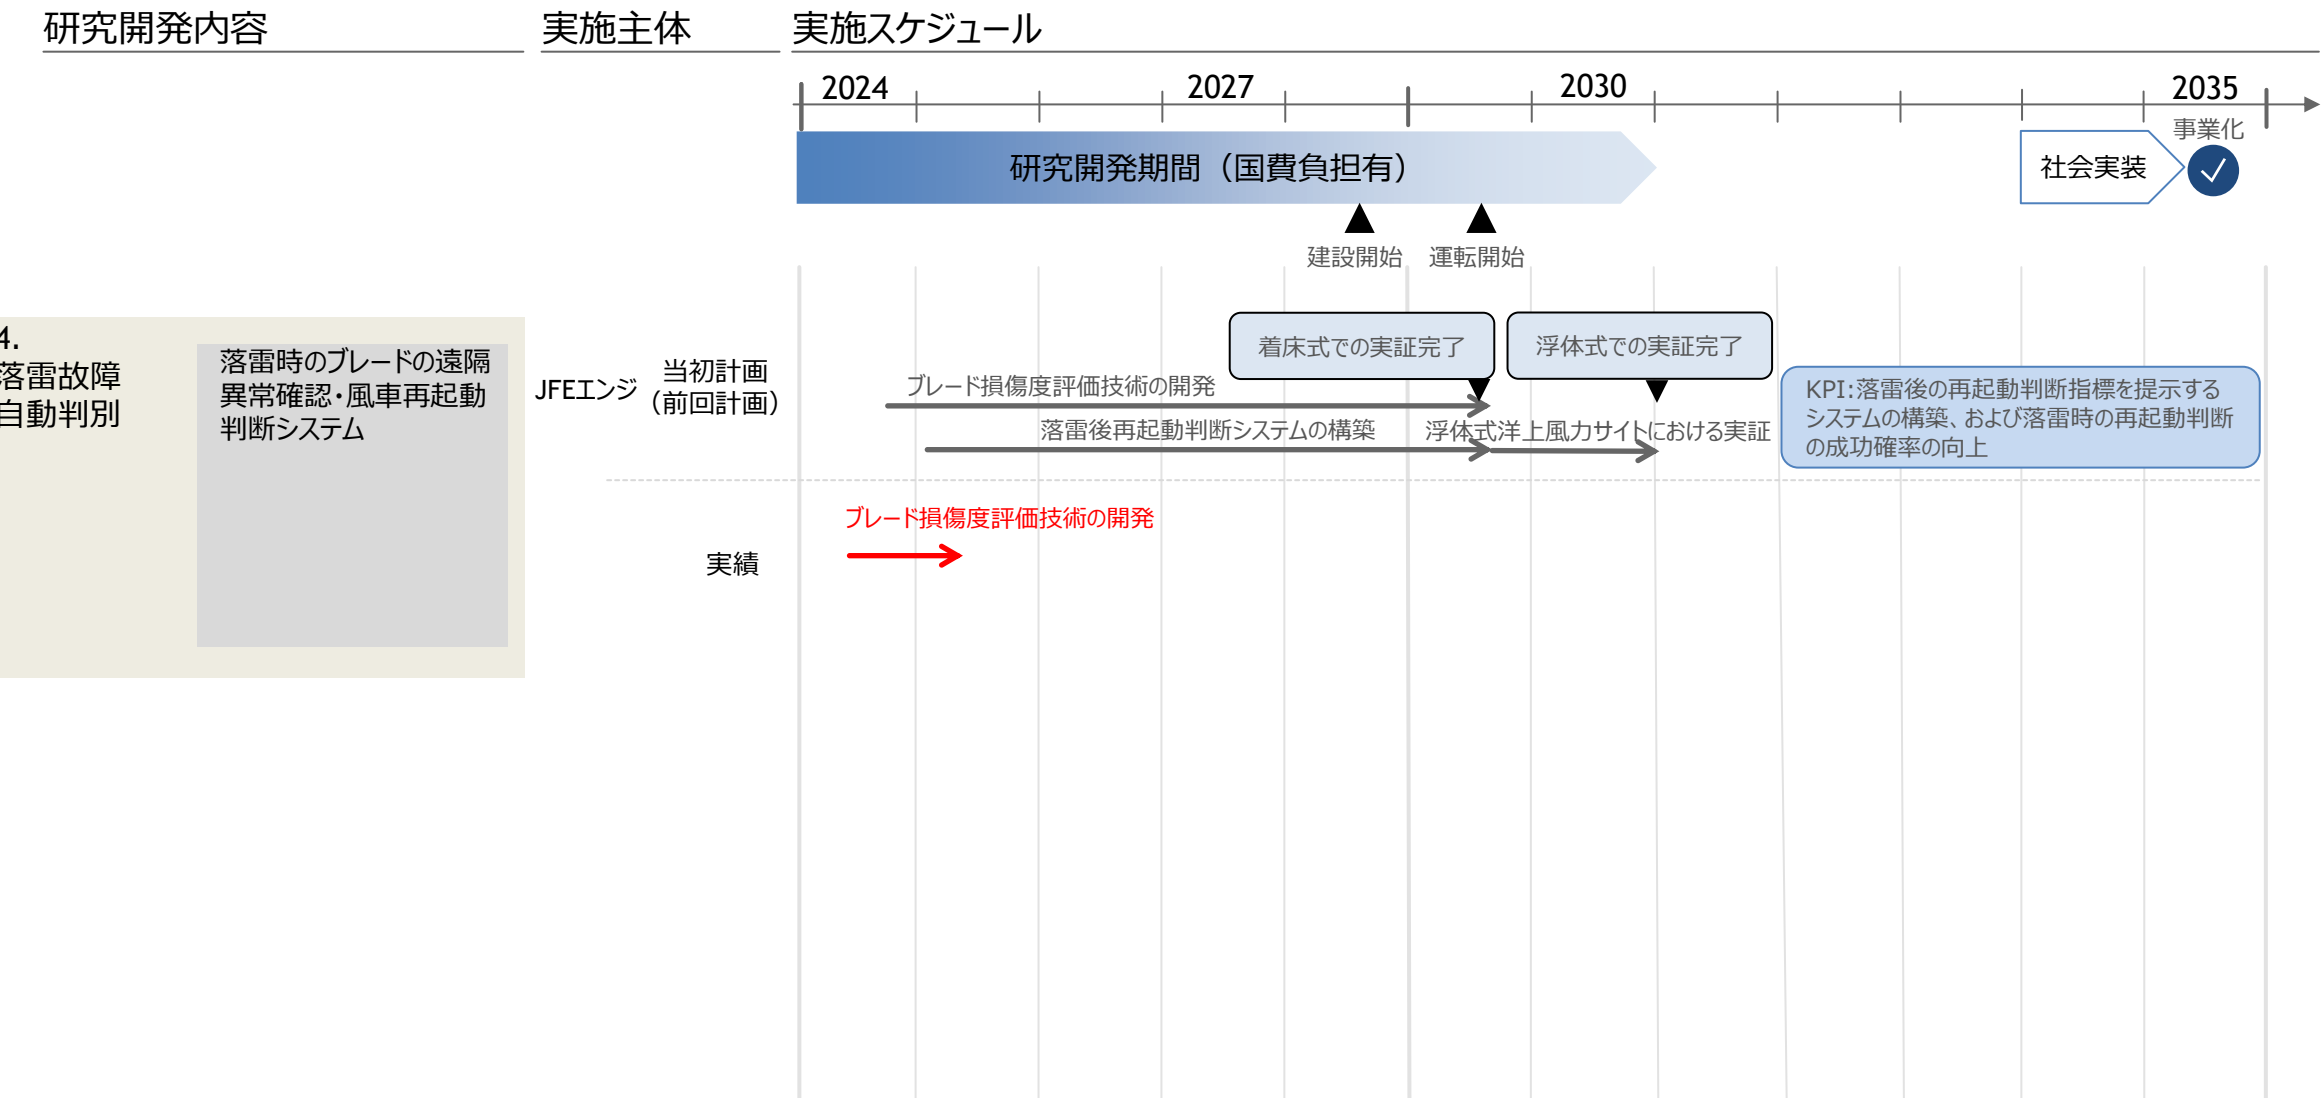 研究開発内容
実施主体
実施スケジュール
2024
2027
2030
2035
事業化
研究開発期間（国費負担有）
社会実装
建設開始
運転開始
4.
落雷故障
自動判別
落雷時のブレードの遠隔
異常確認・風車再起動
判断システム
JFEエンジ
当初計画
（前回計画）
着床式での実証完了
浮体式での実証完了
ブレード損傷度評価技術の開発
落雷後再起動判断システムの構築
浮体式洋上風力サイトにおける実証
KPI:落雷後の再起動判断指標を提示する
システムの構築、および落雷時の再起動判断
の成功確率の向上
実績
ブレード損傷度評価技術の開発